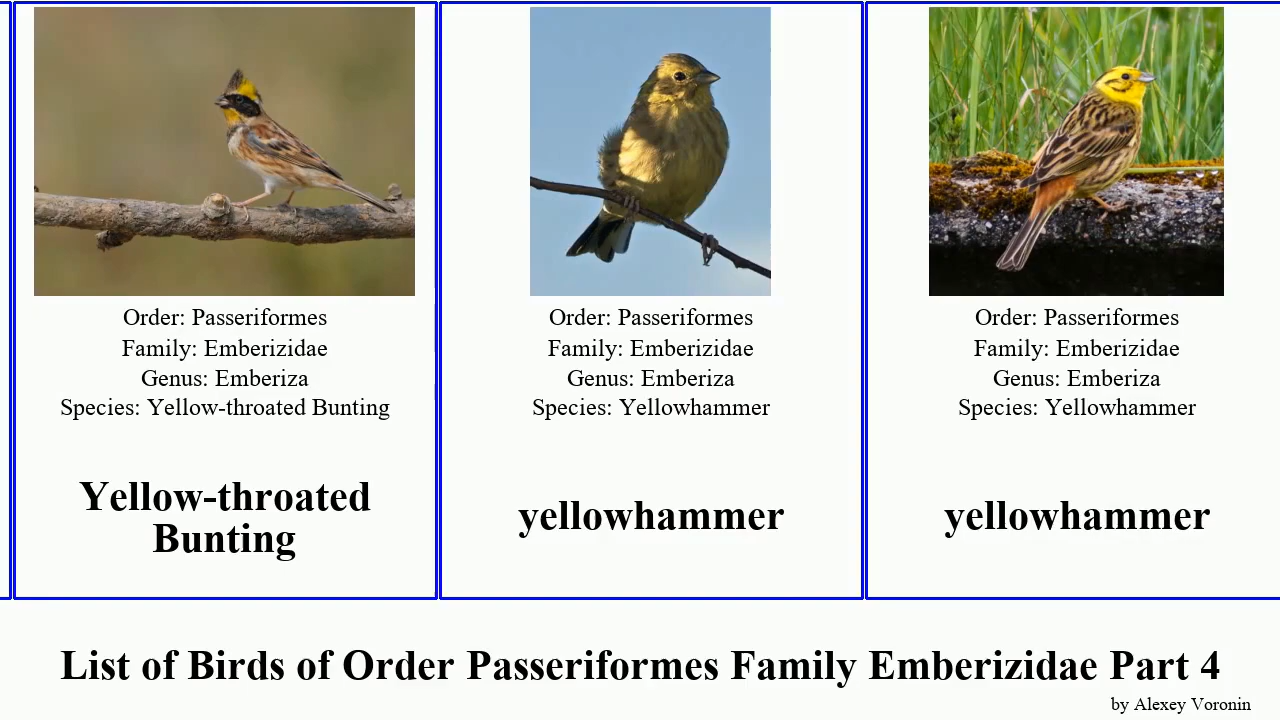 Order: Passeriformes
Family: Emberizidae
Genus: Emberiza
Species: Yellow-throated Bunting
Yellow-throated
Bunting
Order: Passeriformes
Family: Emberizidae
Genus: Emberiza
Species: Yellowhammer
yellowhammer
Order: Passeriformes
Family: Emberizidae
Genus: Emberiza
Species: Yellowhammer
yellowhammer
List of Birds of Order Passeriformes Family Emberizidae Part 4
by Alexey Voronin